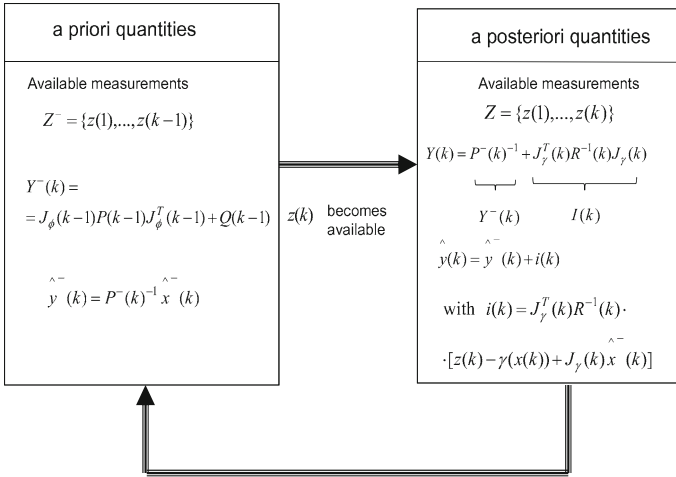 a priori quantities
Available measurements
Z⁻ = {z(1),...,z(k−1)}
Y⁻(k) =
= J_ϕ(k−1)P(k−1)J_ϕ^T(k−1)+Q(k−1)
ŷ⁻(k) = P⁻(k)⁻¹ x̂⁻(k)
z(k) becomes
available
a posteriori quantities
Available measurements
Z = {z(1),...,z(k)}
Y(k) = P⁻(k)⁻¹ + J_γ^T(k)R⁻¹(k)J_γ(k)
Y⁻(k) I(k)
ŷ(k) = ŷ⁻(k) + i(k)
with i(k) = J_γ^T(k)R⁻¹(k)·
·[z(k) − γ(x(k)) + J_γ(k)x̂⁻(k)]